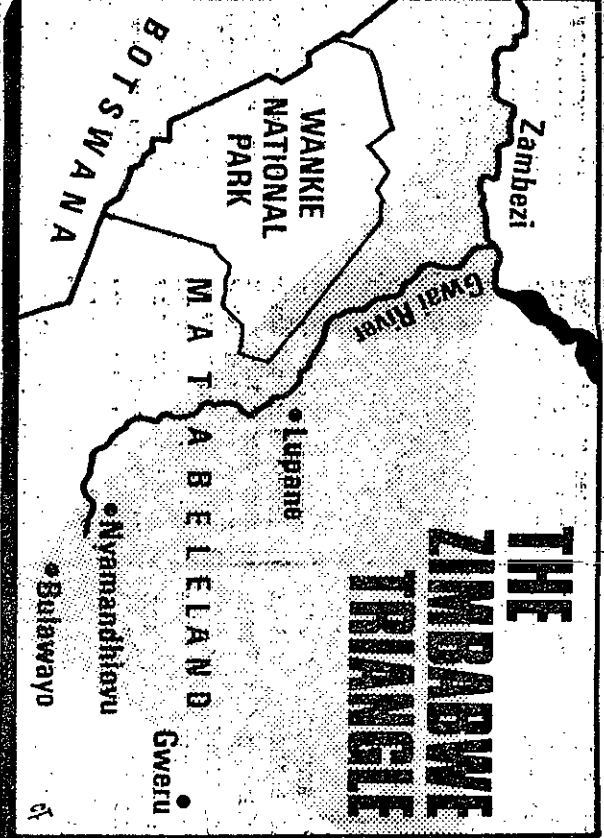 THE
ZIMBABWE
TRIANGLE
Zambezi
Gwai River
WANKIE
NATIONAL
PARK
BOTSWANA
MATABELELAND
Lupane
Gweru
Nyamandhlovu
Bulawayo